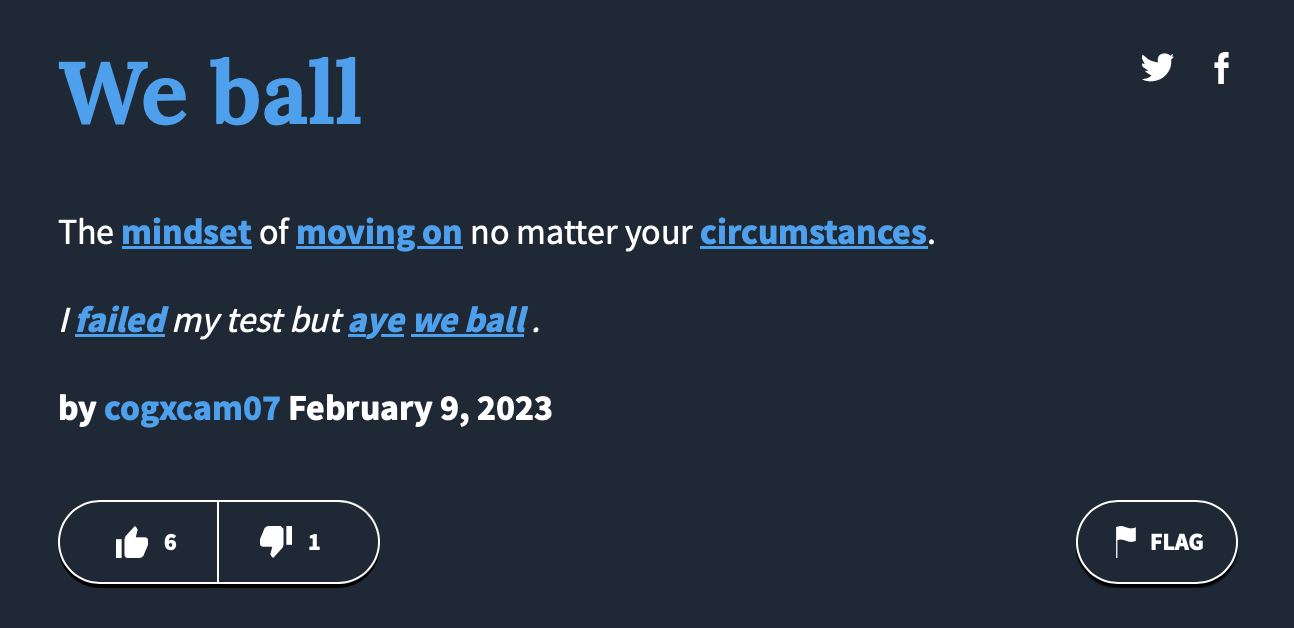 We ball
The mindset of moving on no matter your circumstances.
I failed my test but aye we ball .
by cogxcam07 February 9, 2023
6 1 FLAG